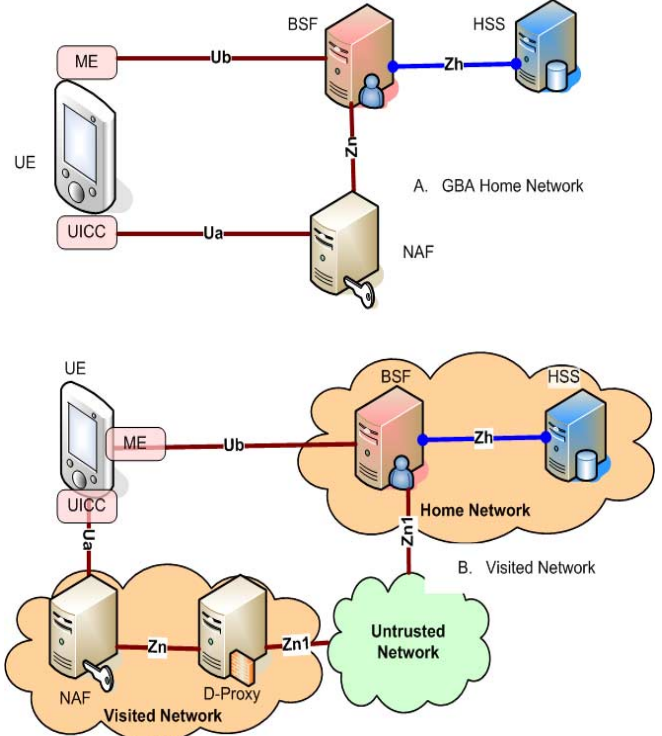 BSF
HSS
ME
Ub
Zh
UE
Zn
A. GBA Home Network
UICC
Ua
NAF
UE
BSF
HSS
ME
Ub
Zh
UICC
Home Network
Ua
Zn1
B. Visited Network
Untrusted
Network
Zn
Zn1
NAF
D-Proxy
Visited Network